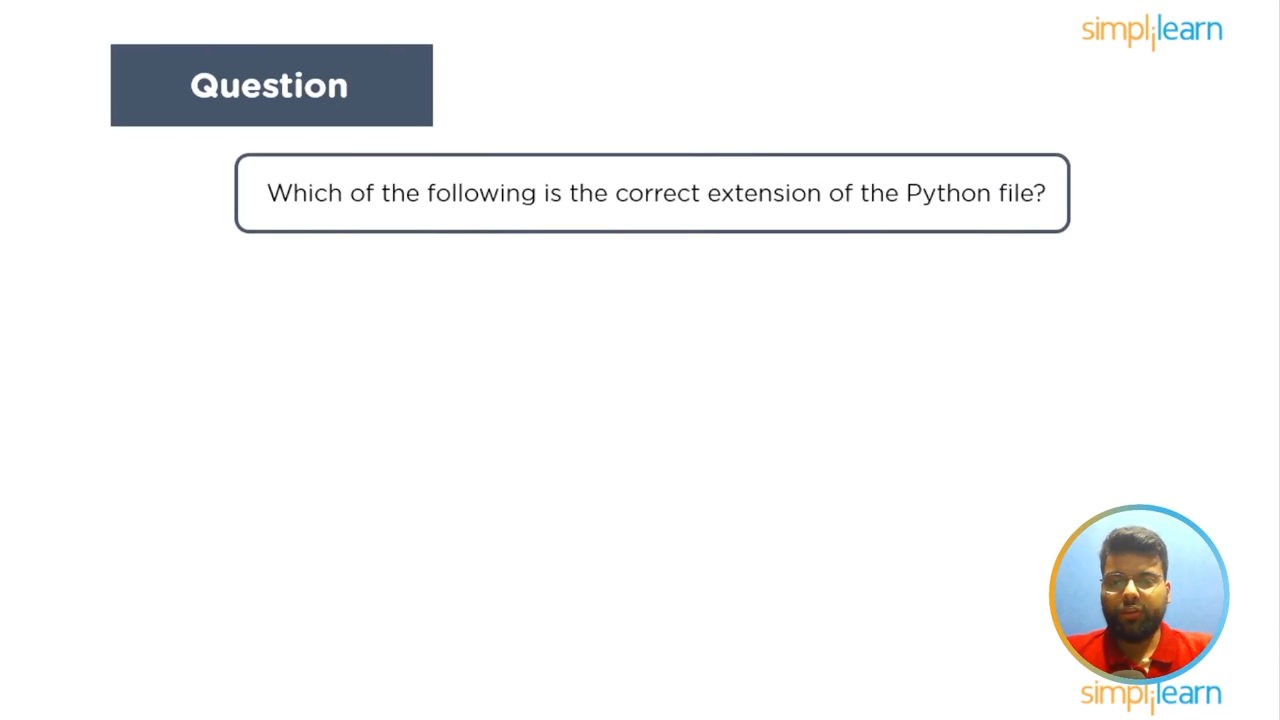 simplilearn
Question
Which of the following is the correct extension of the Python file?
simplilearn